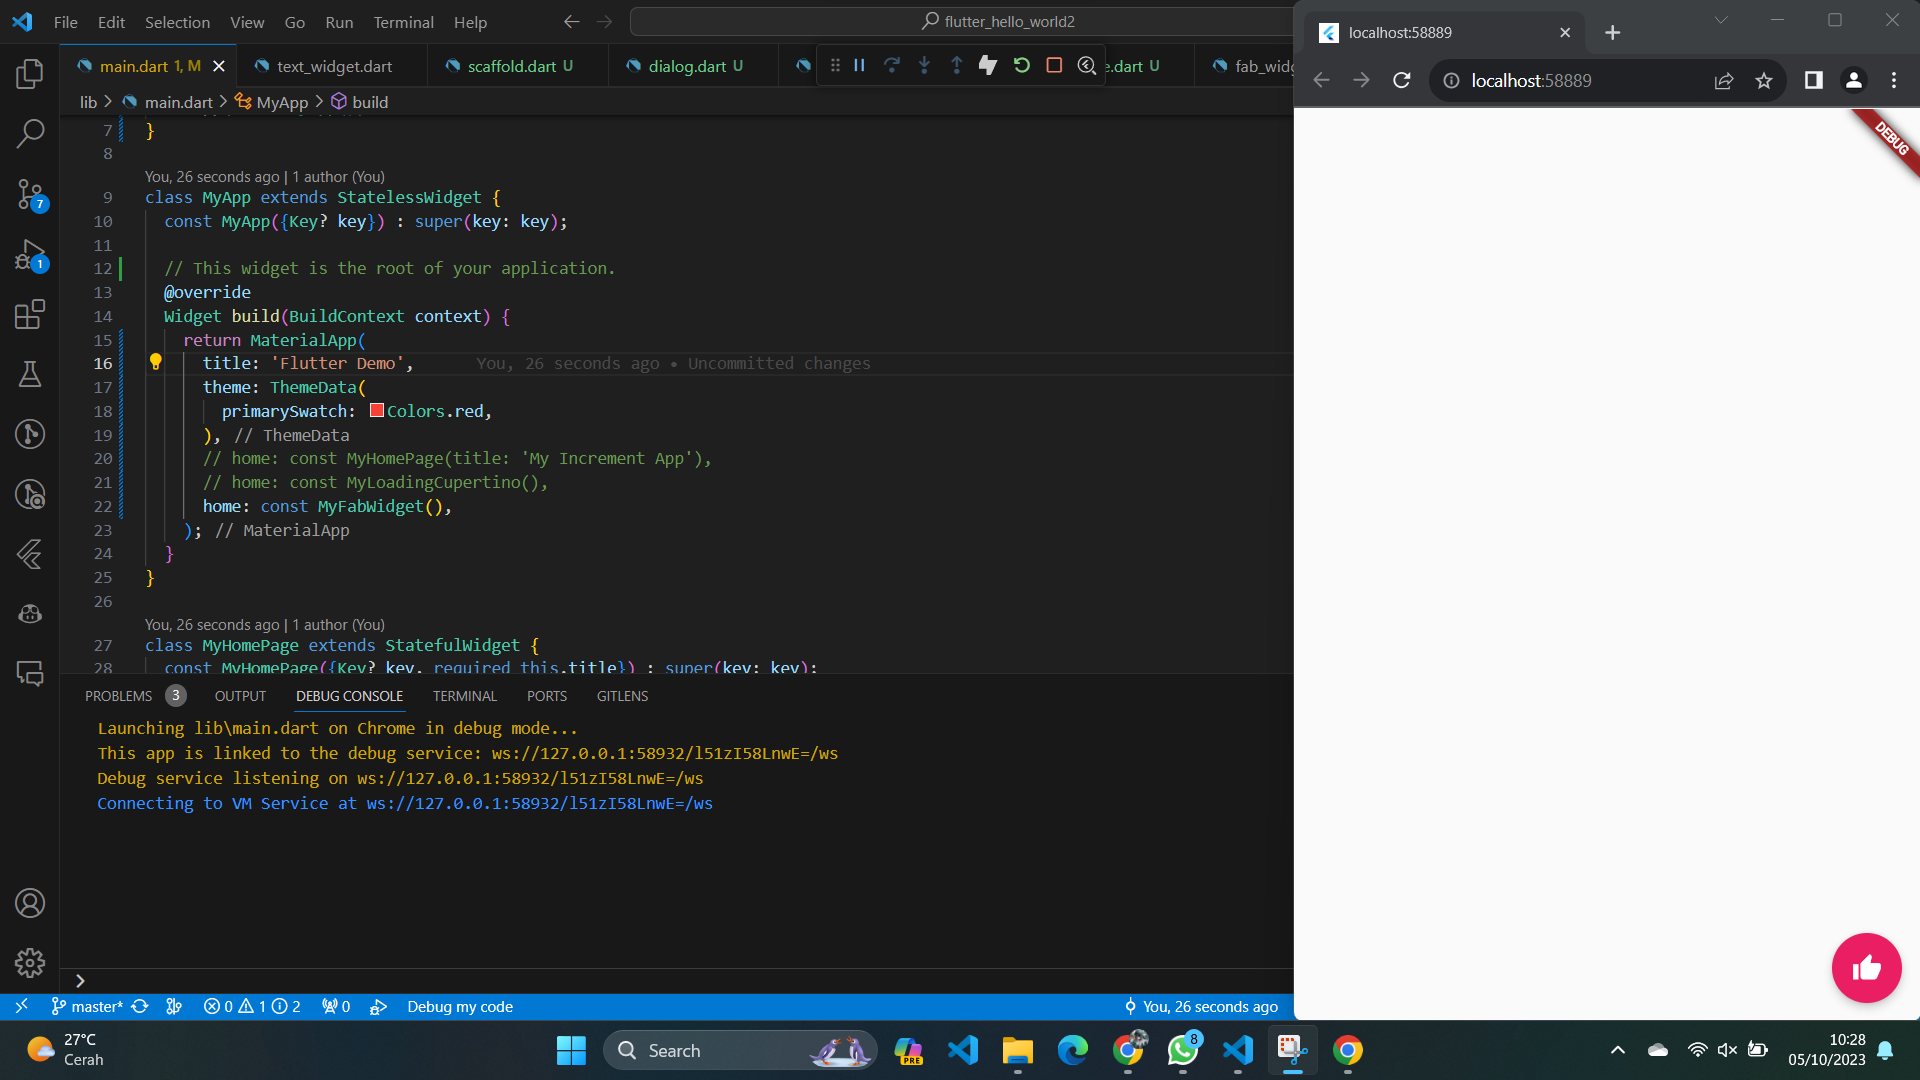 File Edit Selection View Go Run Terminal Help
flutter_hello_world2
main.dart 1, M
text_widget.dart
scaffold.dart U
dialog.dart U
e.dart U
fab_widg
lib > main.dart > MyApp > build
7 }
8
You, 26 seconds ago | 1 author (You)
9 class MyApp extends StatelessWidget {
10 const MyApp({Key? key}) : super(key: key);
11
12 // This widget is the root of your application.
13 @override
14 Widget build(BuildContext context) {
15 return MaterialApp(
16 title: 'Flutter Demo', You, 26 seconds ago • Uncommitted changes
17 theme: ThemeData(
18 primarySwatch: Colors.red,
19 ), // ThemeData
20 // home: const MyHomePage(title: 'My Increment App'),
21 // home: const MyLoadingCupertino(),
22 home: const MyFabWidget(),
23 ); // MaterialApp
24 }
25 }
26
You, 26 seconds ago | 1 author (You)
27 class MyHomePage extends StatefulWidget {
28 const MyHomePage({Key? key, required this.title}) : super(key: key);
PROBLEMS 3 OUTPUT DEBUG CONSOLE TERMINAL PORTS GITLENS
Launching lib\main.dart on Chrome in debug mode...
This app is linked to the debug service: ws://127.0.0.1:58932/l51zI58LnwE=/ws
Debug service listening on ws://127.0.0.1:58932/l51zI58LnwE=/ws
Connecting to VM Service at ws://127.0.0.1:58932/l51zI58LnwE=/ws
7
1
master* 0 1 2 0 Debug my code You, 26 seconds ago
localhost:58889
localhost:58889
DEBUG
27°C
Cerah
Search
PRE
8
10:28
05/10/2023